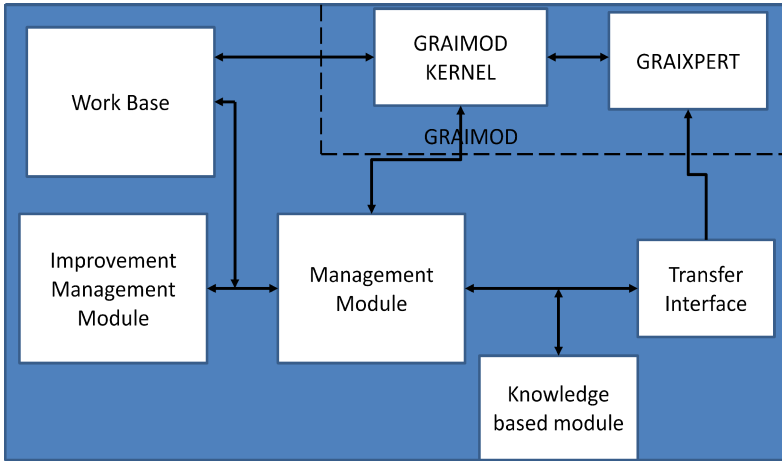 GRAIMOD
KERNEL
GRAIXPERT
Work Base
GRAIMOD
Improvement
Management
Module
Management
Module
Transfer
Interface
Knowledge
based module